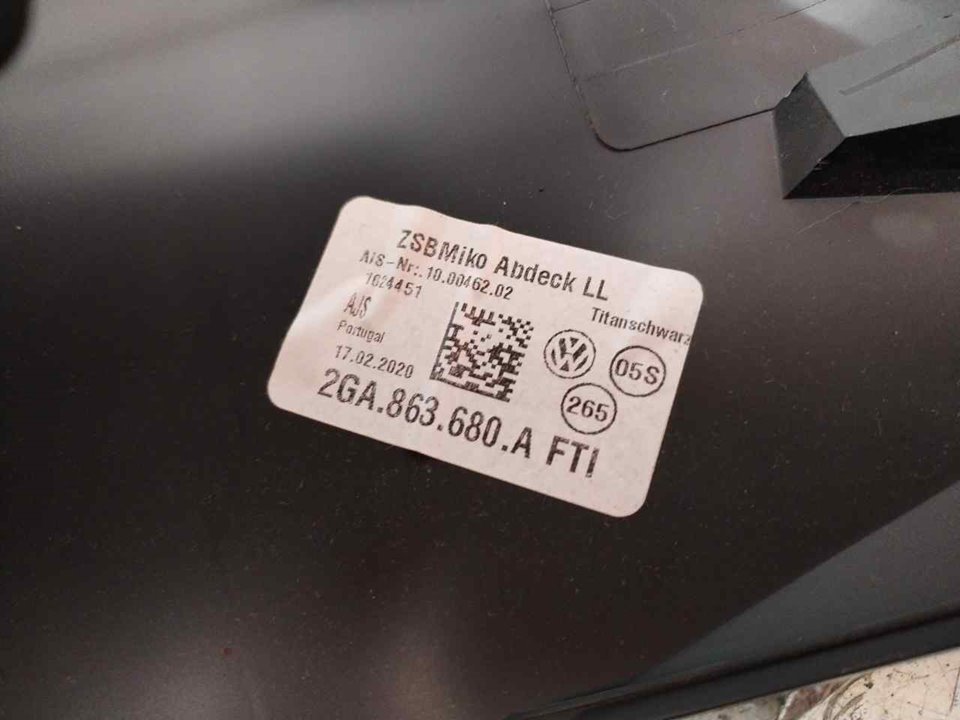 ZSBMiko Abdeck LL
AIS-Nr:.10.00462.02
1624451
Titanschwarz
AJS
Portugal
17.02.2020
05S
265
2GA.863.680.A FTI